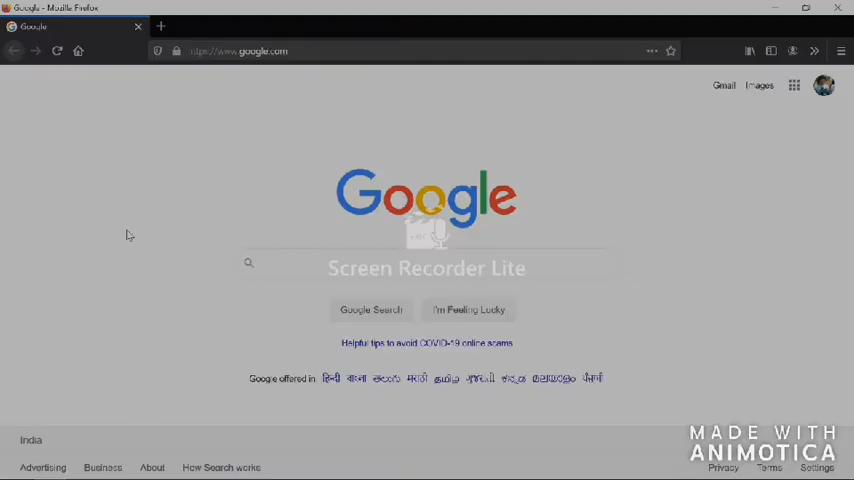 Google - Mozilla Firefox
Google
https://www.google.com
Gmail Images
Google
Screen Recorder Lite
Google Search I'm Feeling Lucky
Helpful tips to avoid COVID-19 online scams
Google offered in हिन्दी বাংলা తెలుగు मराठी தமிழ் ગુજરાતી ಕನ್ನಡ മലയാളം ਪੰਜਾਬੀ
India
MADE WITH
ANIMOTICA
Advertising Business About How Search works Privacy Terms Settings